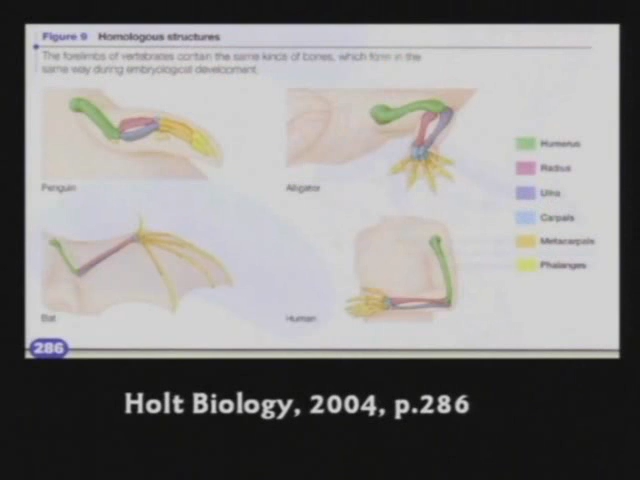 Figure 9 Homologous structures
The forelimbs of vertebrates contain the same kinds of bones, which form in the
same way during embryological development.
Penguin
Alligator
Humerus
Radius
Ulna
Carpals
Metacarpals
Phalanges
Bat
Human
286
Holt Biology, 2004, p.286